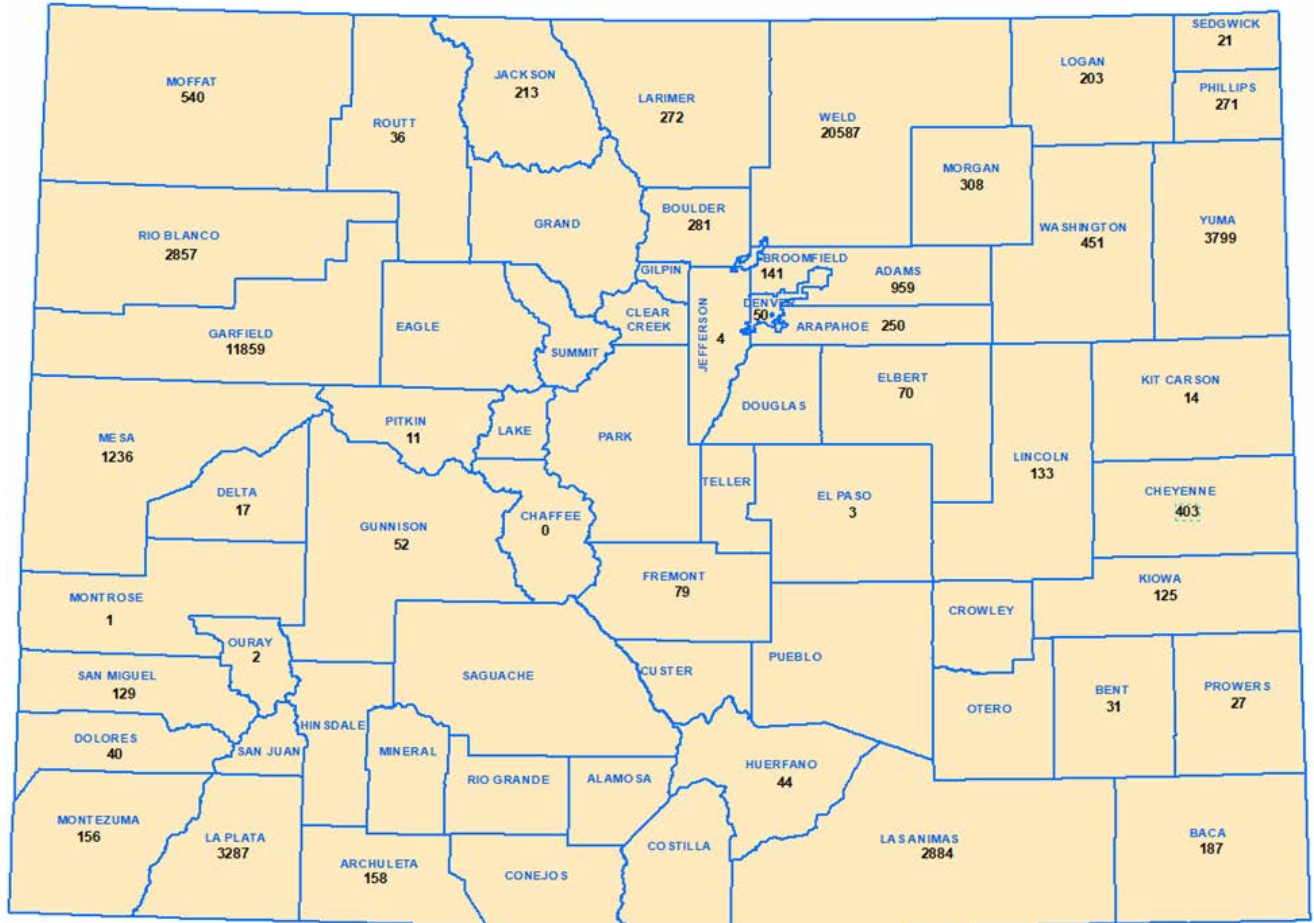 SEDGWICK
21
LOGAN
203
MOFFAT
540
JACKSON
213
PHILLIPS
271
LARIMER
272
WELD
20587
ROUTT
36
MORGAN
308
BOULDER
281
GRAND
YUMA
3799
WASHINGTON
451
RIO BLANCO
2857
BROOMFIELD
141
GILPIN
ADAMS
959
DENVER
50
CLEAR
CREEK
EAGLE
ARAPAHOE 250
GARFIELD
11859
JEFFERSON
4
SUMMIT
ELBERT
70
KIT CARSON
14
DOUGLAS
PITKIN
11
LAKE
PARK
MESA
1236
LINCOLN
133
TELLER
DELTA
17
CHEYENNE
403
EL PASO
3
CHAFFEE
0
GUNNISON
52
FREMONT
79
KIOWA
125
MONTROSE
1
CROWLEY
OURAY
2
PUEBLO
CUSTER
SAGUACHE
SAN MIGUEL
129
BENT
31
PROWERS
27
OTERO
HINSDALE
DOLORES
40
SAN JUAN
MINERAL
HUERFANO
44
RIO GRANDE
ALAMOSA
MONTEZUMA
156
LA PLATA
3287
LAS ANIMAS
2884
BACA
187
COSTILLA
ARCHULETA
158
CONEJOS